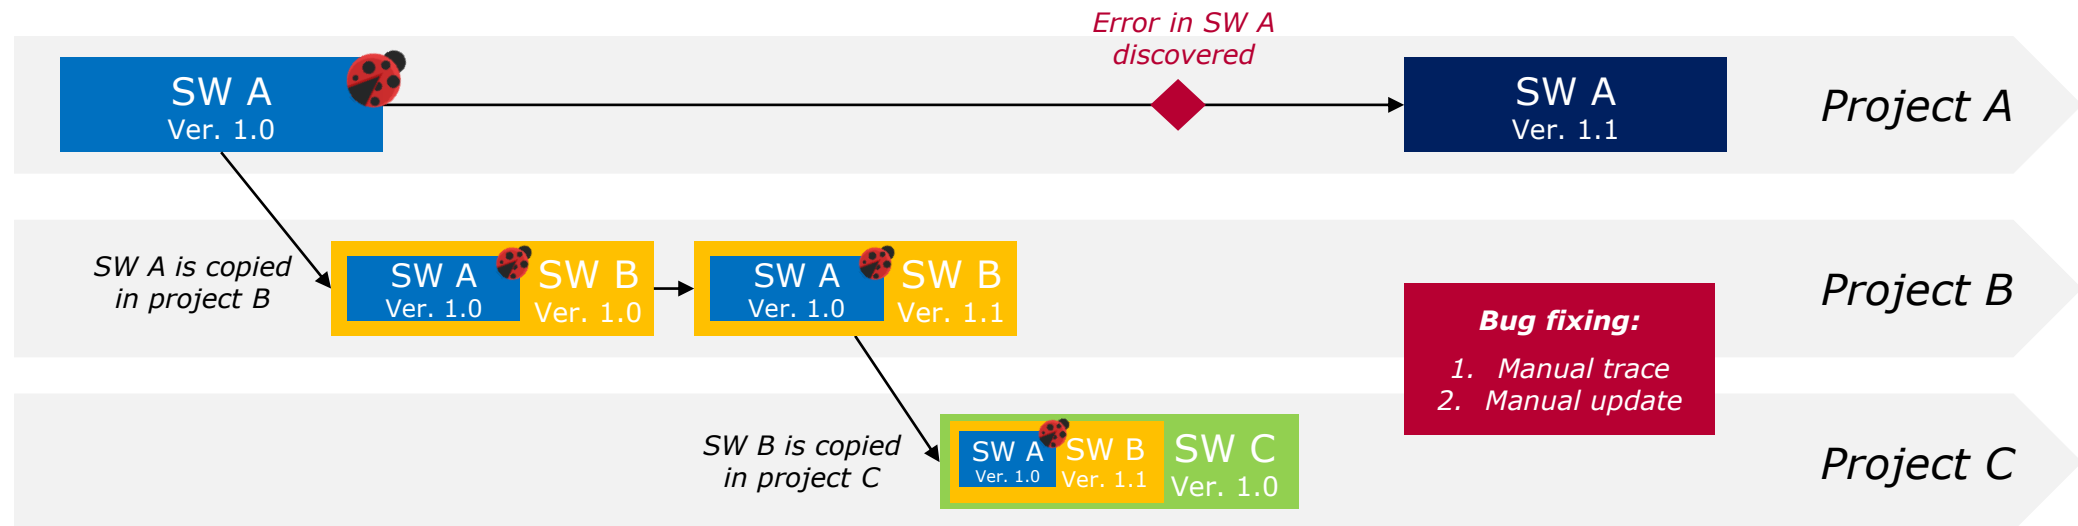 Error in SW A
discovered
SW A
Ver. 1.0
SW A
Ver. 1.1
Project A
SW A is copied
in project B
SW A
Ver. 1.0
SW B
Ver. 1.0
SW A
Ver. 1.0
SW B
Ver. 1.1
Project B
Bug fixing:
1. Manual trace
2. Manual update
SW B is copied
in project C
SW A
Ver. 1.0
SW B
Ver. 1.1
SW C
Ver. 1.0
Project C